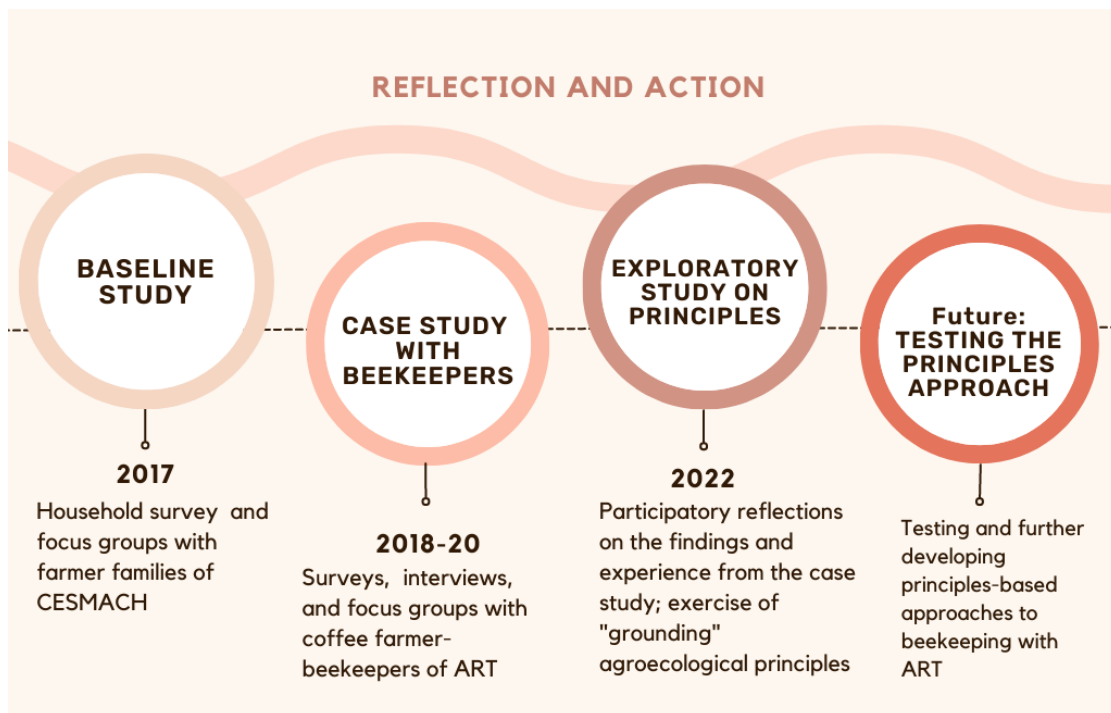 REFLECTION AND ACTION
BASELINE
STUDY
2017
Household survey and
focus groups with
farmer families of
CESMACH
CASE STUDY
WITH
BEEKEEPERS
2018-20
Surveys, interviews,
and focus groups with
coffee farmer-
beekeepers of ART
EXPLORATORY
STUDY ON
PRINCIPLES
2022
Participatory reflections
on the findings and
experience from the case
study; exercise of
"grounding"
agroecological principles
Future:
TESTING THE
PRINCIPLES
APPROACH
Testing and further
developing
principles-based
approaches to
beekeeping with
ART